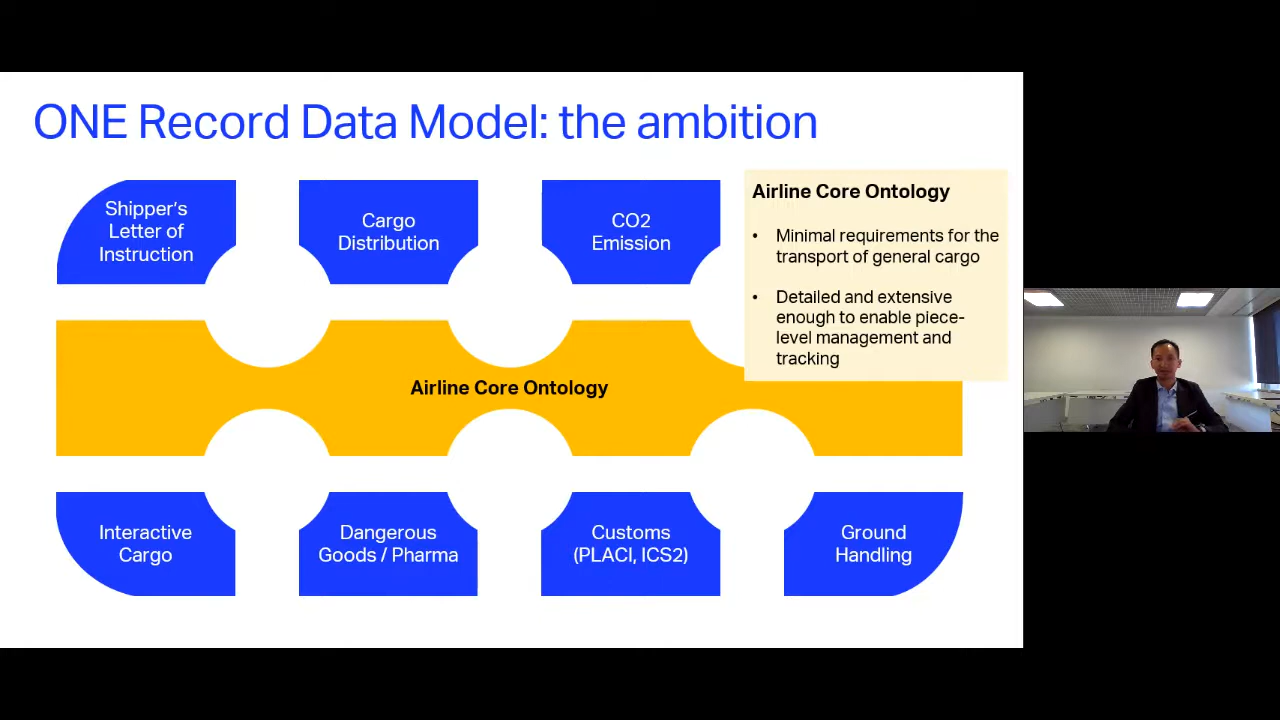 ONE Record Data Model: the ambition
Shipper's
Letter of
Instruction
Cargo
Distribution
CO2
Emission
Airline Core Ontology
• Minimal requirements for the
transport of general cargo
• Detailed and extensive
enough to enable piece-
level management and
tracking
Airline Core Ontology
Interactive
Cargo
Dangerous
Goods / Pharma
Customs
(PLACI, ICS2)
Ground
Handling